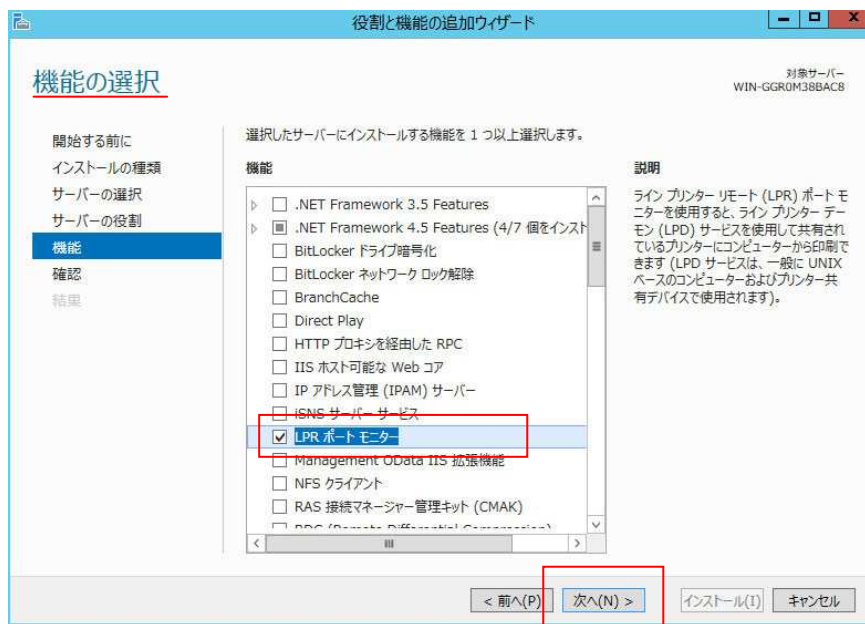 役割と機能の追加ウィザード
機能の選択
対象サーバー
WIN-GGR0M38BAC8
開始する前に
インストールの種類
サーバーの選択
サーバーの役割
機能
確認
結果
選択したサーバーにインストールする機能を 1 つ以上選択します。
機能
.NET Framework 3.5 Features
.NET Framework 4.5 Features (4/7 個をインスト
BitLocker ドライブ暗号化
BitLocker ネットワーク ロック解除
BranchCache
Direct Play
HTTP プロキシを経由した RPC
IIS ホスト可能な Web コア
IP アドレス管理 (IPAM) サーバー
iSNS サーバー サービス
LPR ポート モニター
Management OData IIS 拡張機能
NFS クライアント
RAS 接続マネージャー管理キット (CMAK)
RDC (Remote Differential Compression)
説明
ライン プリンター リモート (LPR) ポート モ
ニターを使用すると、ライン プリンター デー
モン (LPD) サービスを使用して共有され
ているプリンターにコンピューターから印刷で
きます (LPD サービスは、一般に UNIX
ベースのコンピューターおよびプリンター共
有デバイスで使用されます)。
< 前へ(P)
次へ(N) >
インストール(I)
キャンセル